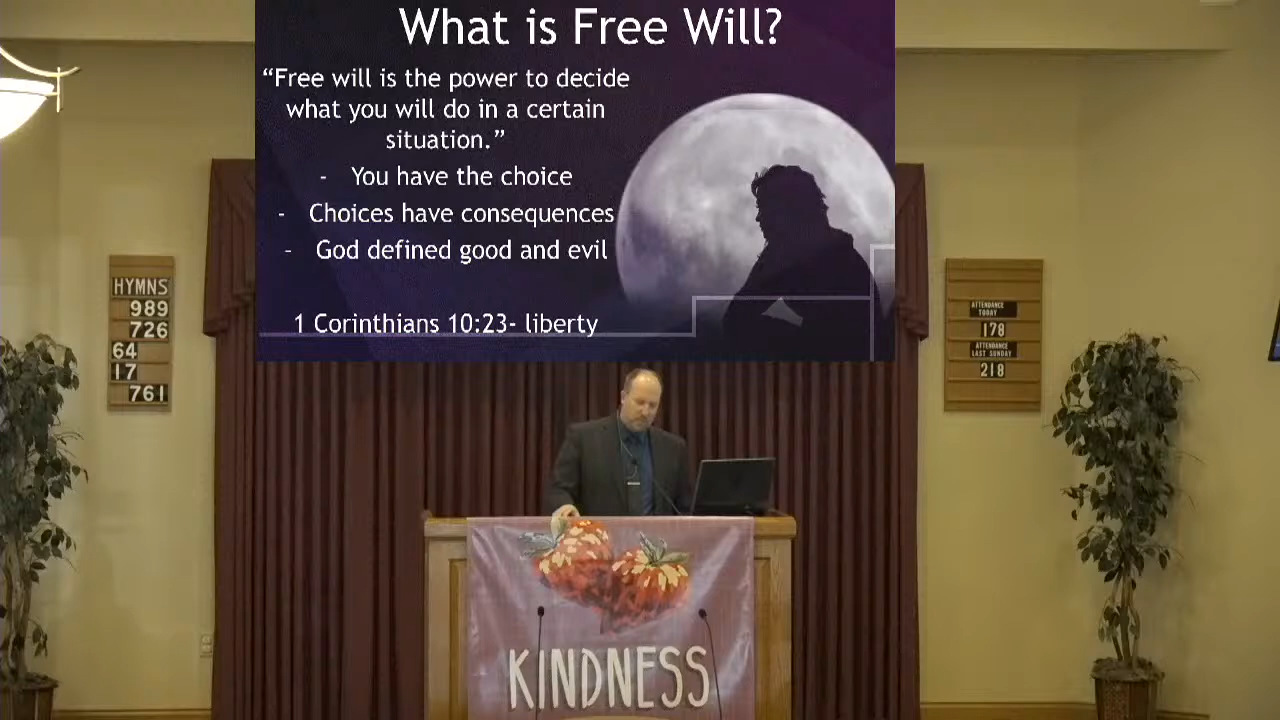 What is Free Will?
“Free will is the power to decide
what you will do in a certain
situation.”
- You have the choice
- Choices have consequences
- God defined good and evil
1 Corinthians 10:23- liberty
HYMNS
989
726
64
17
761
ATTENDANCE
TODAY
178
ATTENDANCE
LAST SUNDAY
218
KINDNESS